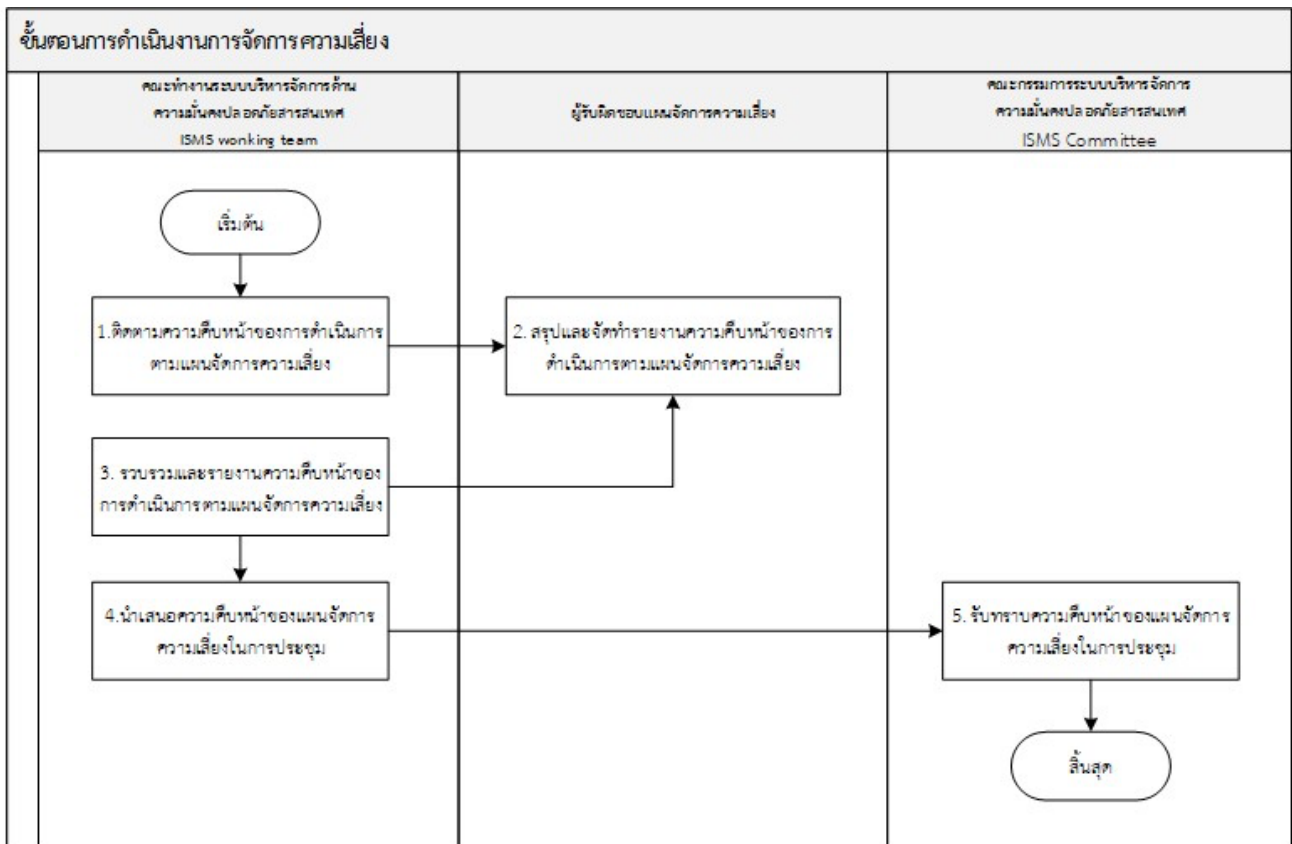 ขั้นตอนการดำเนินงานการจัดการความเสี่ยง
คณะทำงานระบบบริหารจัดการด้าน
ความมั่นคงปลอดภัยสารสนเทศ
ISMS wonking team
ผู้รับผิดชอบแผนจัดการความเสี่ยง
คณะกรรมการระบบบริหารจัดการ
ความมั่นคงปลอดภัยสารสนเทศ
ISMS Committee
เริ่มต้น
1.ติดตามความคืบหน้าของการดำเนินการ
ตามแผนจัดการความเสี่ยง
2. สรุปและจัดทำรายงานความคืบหน้าของการ
ดำเนินการตามแผนจัดการความเสี่ยง
3. รวบรวมและรายงานความคืบหน้าของ
การดำเนินการตามแผนจัดการความเสี่ยง
4.นำเสนอความคืบหน้าของแผนจัดการ
ความเสี่ยงในการประชุม
5. รับทราบความคืบหน้าของแผนจัดการ
ความเสี่ยงในการประชุม
สิ้นสุด